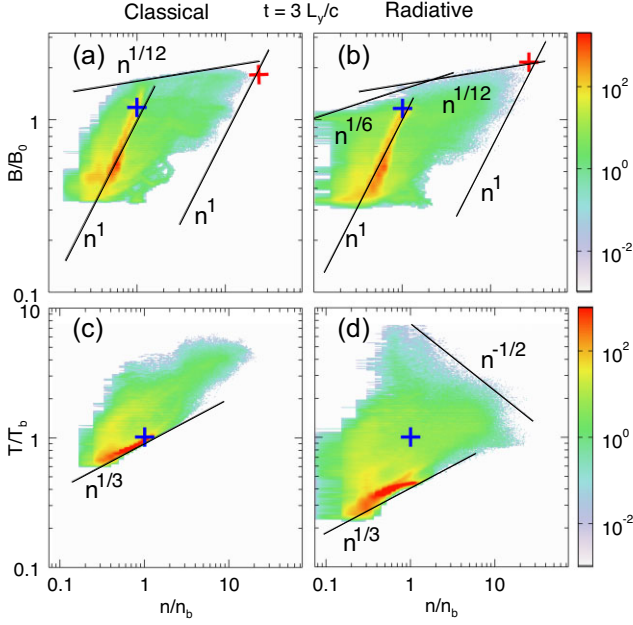 Classical t = 3 L_y/c Radiative
(a) n^{1/12}
(b)
n^{1/12}
n^{1/6}
n^1 n^1
n^1 n^1
B/B_0
1
0.1
10^2
10^0
10^{-2}
(c) (d)
n^{-1/2}
n^{1/3}
n^{1/3}
T/T_b
10
1
0.1
10^2
10^0
10^{-2}
0.1 1 10 0.1 1 10
n/n_b n/n_b